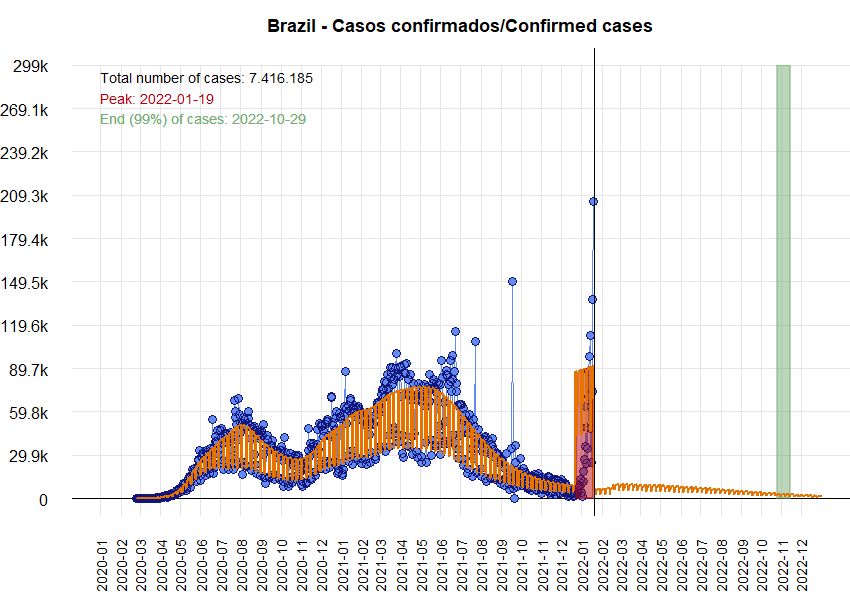 Brazil - Casos confirmados/Confirmed cases
299k
269.1k
239.2k
209.3k
179.4k
149.5k
119.6k
89.7k
59.8k
29.9k
0
Total number of cases: 7.416.185
Peak: 2022-01-19
End (99%) of cases: 2022-10-29
2020-01
2020-02
2020-03
2020-04
2020-05
2020-06
2020-07
2020-08
2020-09
2020-10
2020-11
2020-12
2021-01
2021-02
2021-03
2021-04
2021-05
2021-06
2021-07
2021-08
2021-09
2021-10
2021-11
2021-12
2022-01
2022-02
2022-03
2022-04
2022-05
2022-06
2022-07
2022-08
2022-09
2022-10
2022-11
2022-12